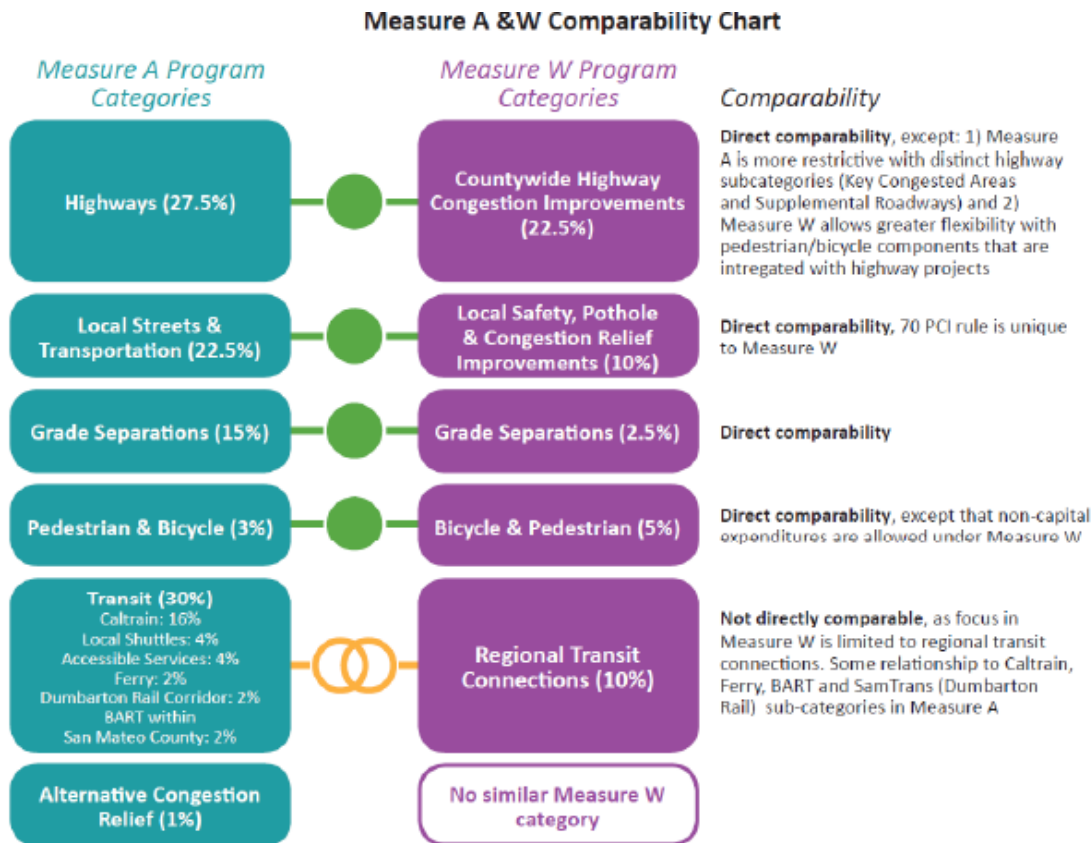 Measure A &W Comparability Chart
Measure A Program
Categories
Measure W Program
Categories
Comparability
Highways (27.5%)
Countywide Highway
Congestion Improvements
(22.5%)
Direct comparability, except: 1) Measure
A is more restrictive with distinct highway
subcategories (Key Congested Areas
and Supplemental Roadways) and 2)
Measure W allows greater flexibility with
pedestrian/bicycle components that are
intregated with highway projects
Local Streets &
Transportation (22.5%)
Local Safety, Pothole
& Congestion Relief
Improvements (10%)
Direct comparability, 70 PCI rule is unique
to Measure W
Grade Separations (15%)
Grade Separations (2.5%)
Direct comparability
Pedestrian & Bicycle (3%)
Bicycle & Pedestrian (5%)
Direct comparability, except that non-capital
expenditures are allowed under Measure W
Transit (30%)
Caltrain: 16%
Local Shuttles: 4%
Accessible Services: 4%
Ferry: 2%
Dumbarton Rail Corridor: 2%
BART within
San Mateo County: 2%
Regional Transit
Connections (10%)
Not directly comparable, as focus in
Measure W is limited to regional transit
connections. Some relationship to Caltrain,
Ferry, BART and SamTrans (Dumbarton
Rail) sub-categories in Measure A
Alternative Congestion
Relief (1%)
No similar Measure W
category